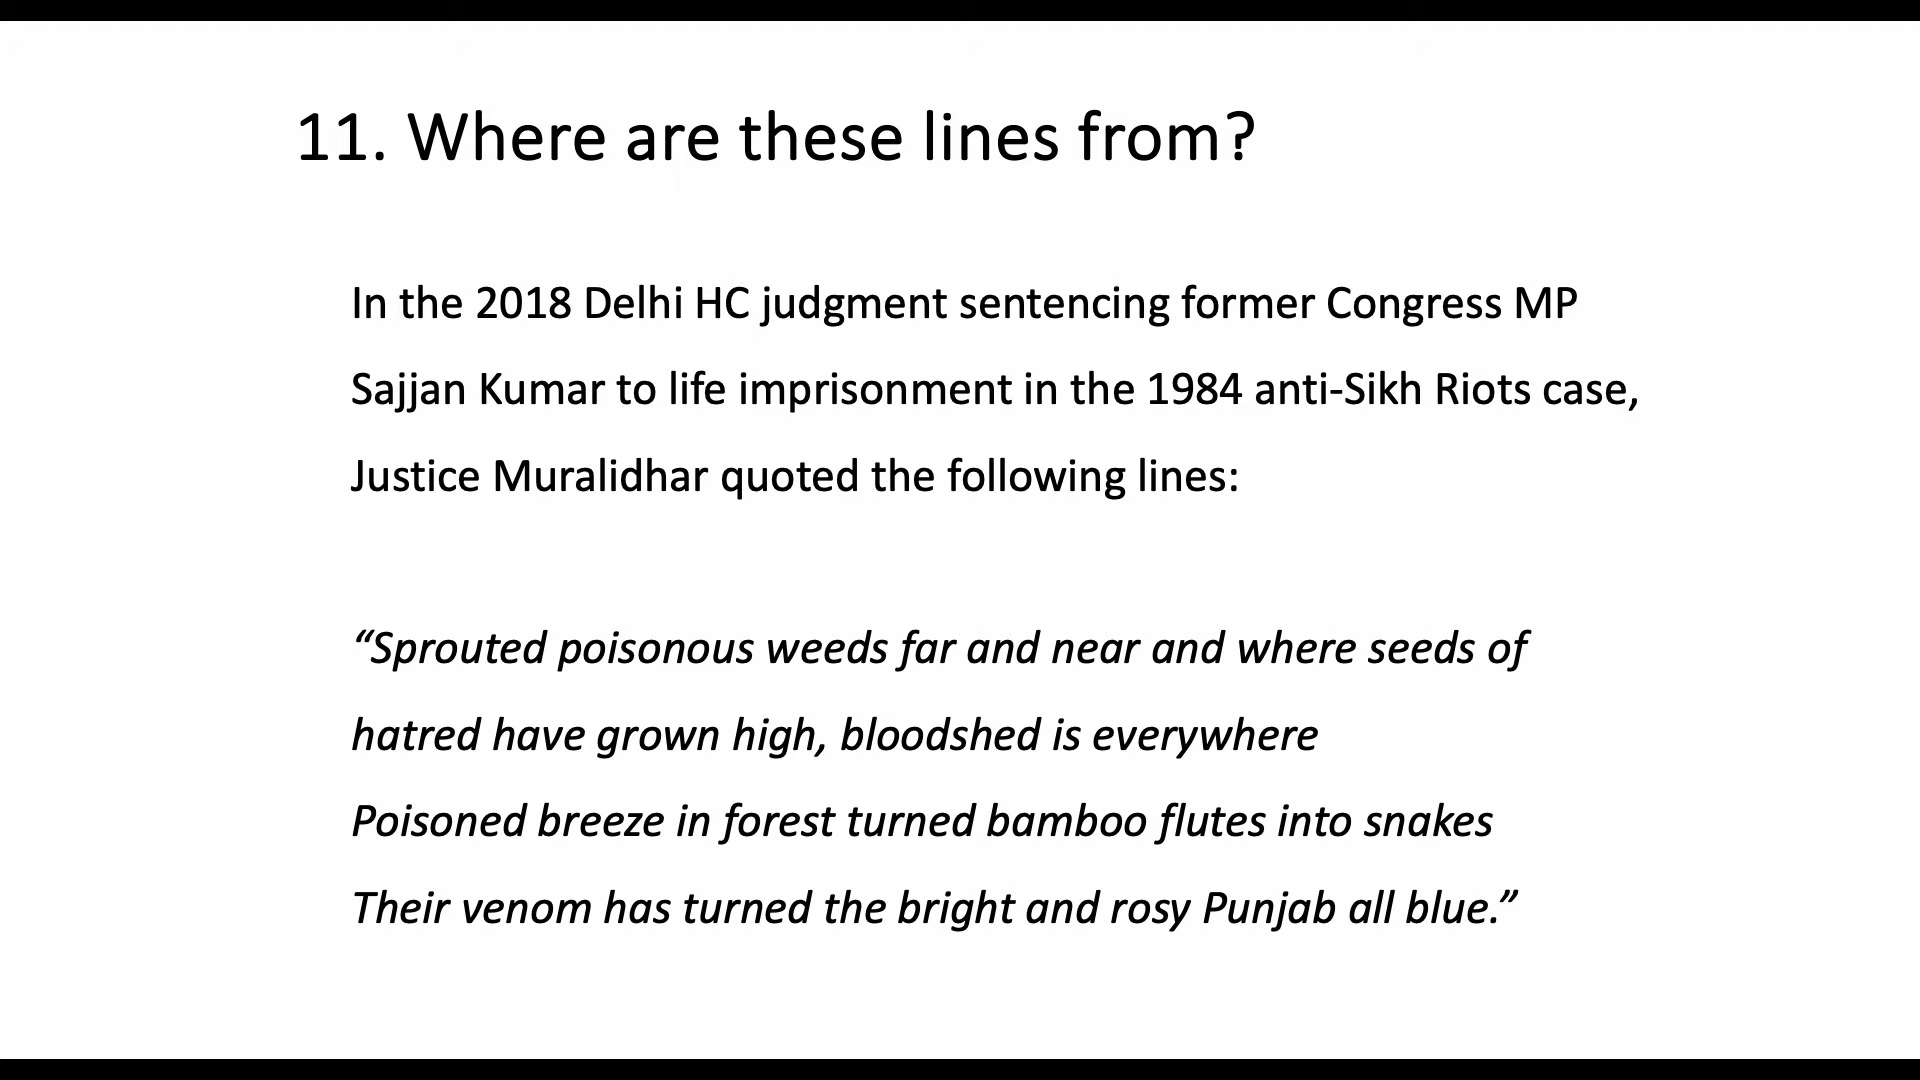 11. Where are these lines from?
In the 2018 Delhi HC judgment sentencing former Congress MP
Sajjan Kumar to life imprisonment in the 1984 anti-Sikh Riots case,
Justice Muralidhar quoted the following lines:
“Sprouted poisonous weeds far and near and where seeds of
hatred have grown high, bloodshed is everywhere
Poisoned breeze in forest turned bamboo flutes into snakes
Their venom has turned the bright and rosy Punjab all blue.”